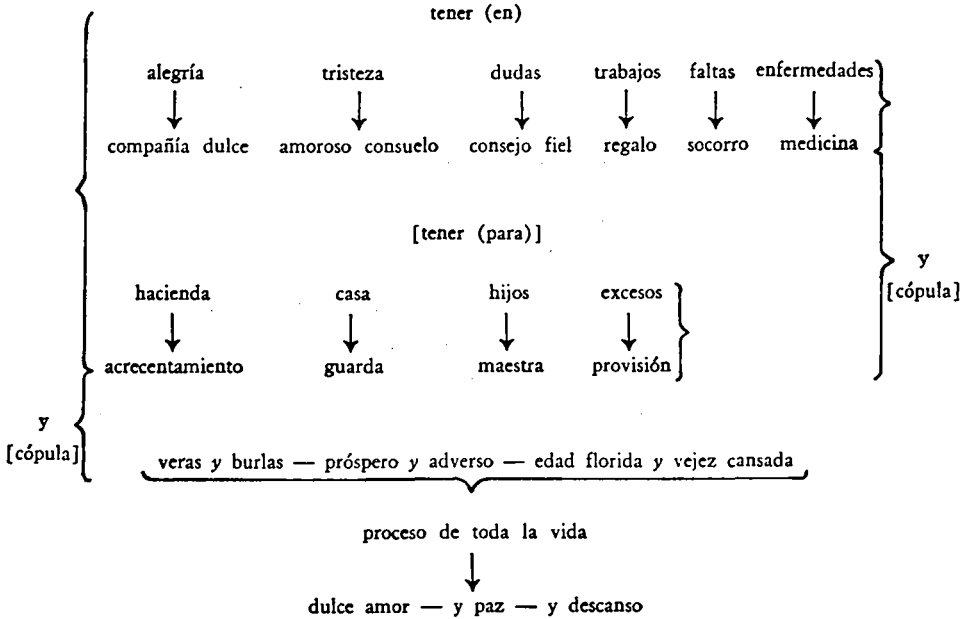 tener (en)
alegría tristeza dudas trabajos faltas enfermedades
compañía dulce amoroso consuelo consejo fiel regalo socorro medicina
[tener (para)]
y
[cópula]
hacienda casa hijos excesos
acrecentamiento guarda maestra provisión
y
[cópula]
veras y burlas — próspero y adverso — edad florida y vejez cansada
proceso de toda la vida
dulce amor — y paz — y descanso